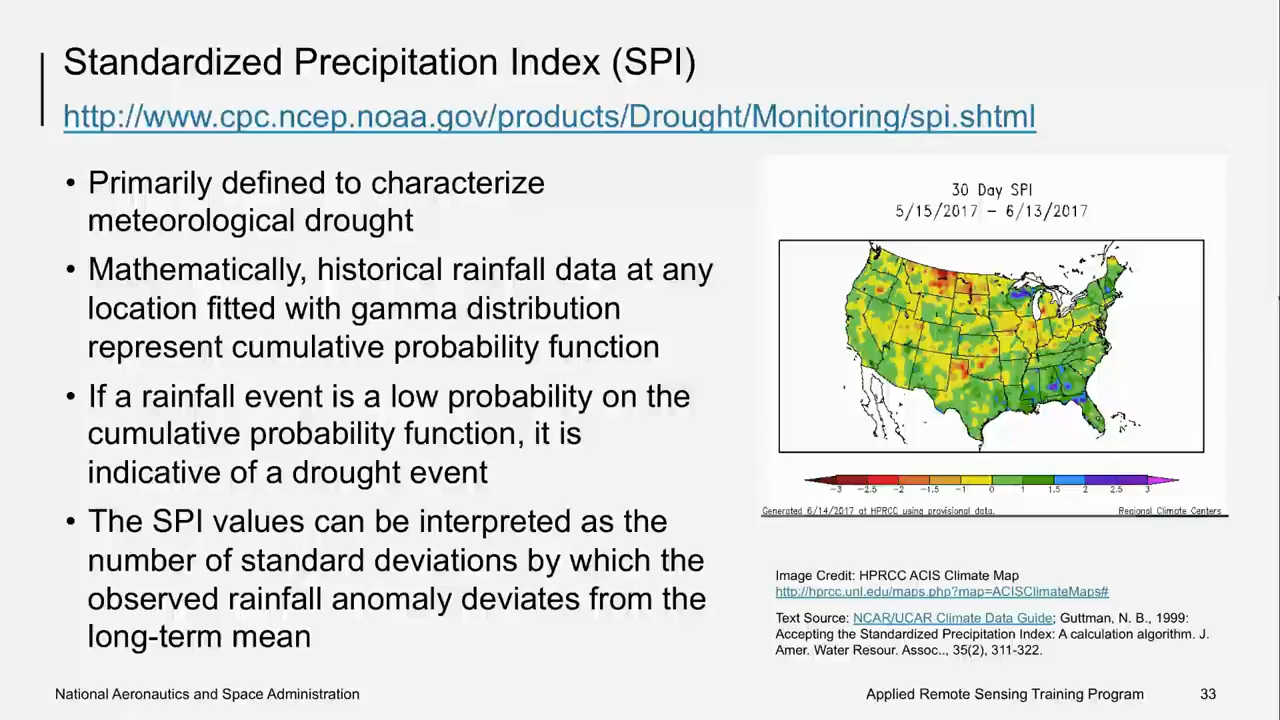 Standardized Precipitation Index (SPI)
http://www.cpc.ncep.noaa.gov/products/Drought/Monitoring/spi.shtml
• Primarily defined to characterize
meteorological drought
• Mathematically, historical rainfall data at any
location fitted with gamma distribution
represent cumulative probability function
• If a rainfall event is a low probability on the
cumulative probability function, it is
indicative of a drought event
• The SPI values can be interpreted as the
number of standard deviations by which the
observed rainfall anomaly deviates from the
long-term mean
30 Day SPI
5/15/2017 – 6/13/2017
−3 −2.5 −2 −1.5 −1 0 1 1.5 2 2.5 3
Generated 6/14/2017 at HPRCC using provisional data.
Regional Climate Centers
Image Credit: HPRCC ACIS Climate Map
http://hprcc.unl.edu/maps.php?map=ACISClimateMaps#
Text Source: NCAR/UCAR Climate Data Guide; Guttman, N. B., 1999:
Accepting the Standardized Precipitation Index: A calculation algorithm. J.
Amer. Water Resour. Assoc.., 35(2), 311-322.
National Aeronautics and Space Administration
Applied Remote Sensing Training Program
33